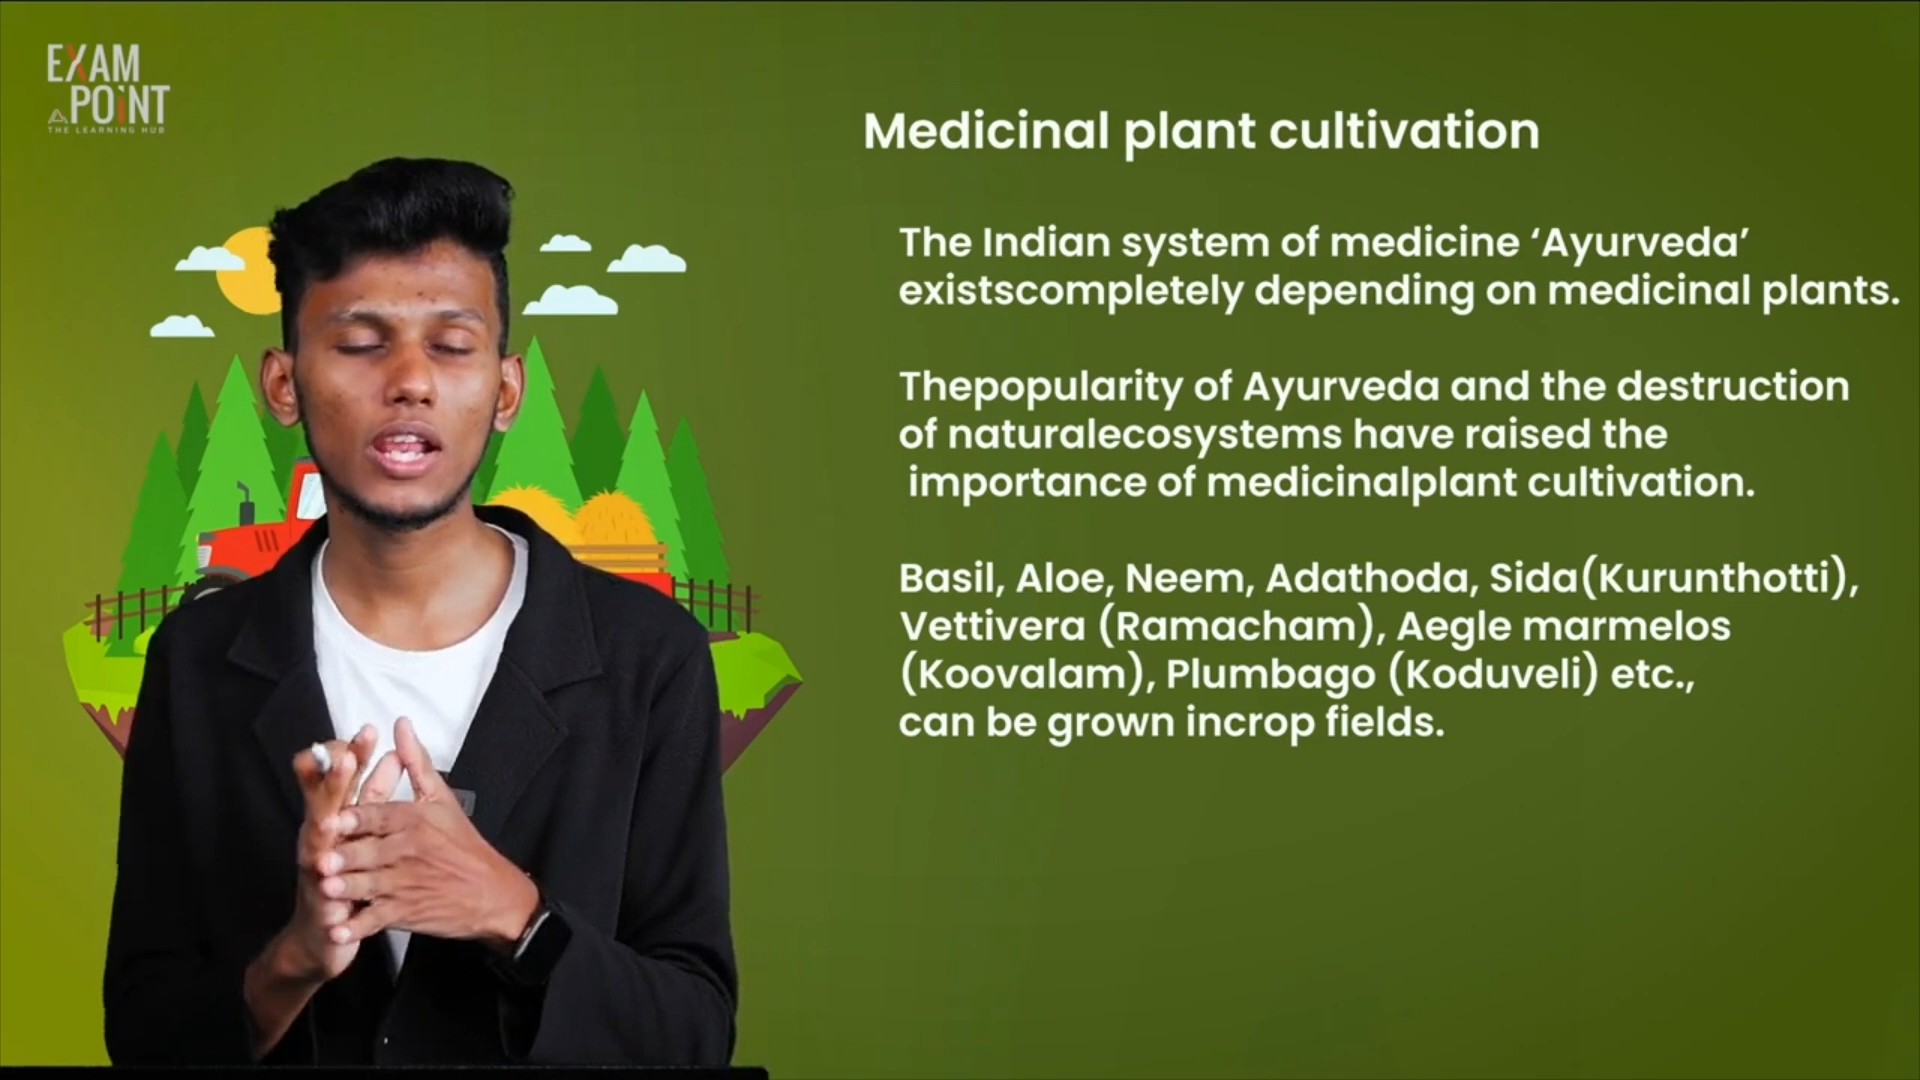 EXAM
POINT
THE LEARNING HUB
Medicinal plant cultivation
The Indian system of medicine ‘Ayurveda’
existscompletely depending on medicinal plants.
Thepopularity of Ayurveda and the destruction
of naturalecosystems have raised the
importance of medicinalplant cultivation.
Basil, Aloe, Neem, Adathoda, Sida(Kurunthotti),
Vettivera (Ramacham), Aegle marmelos
(Koovalam), Plumbago (Koduveli) etc.,
can be grown incrop fields.